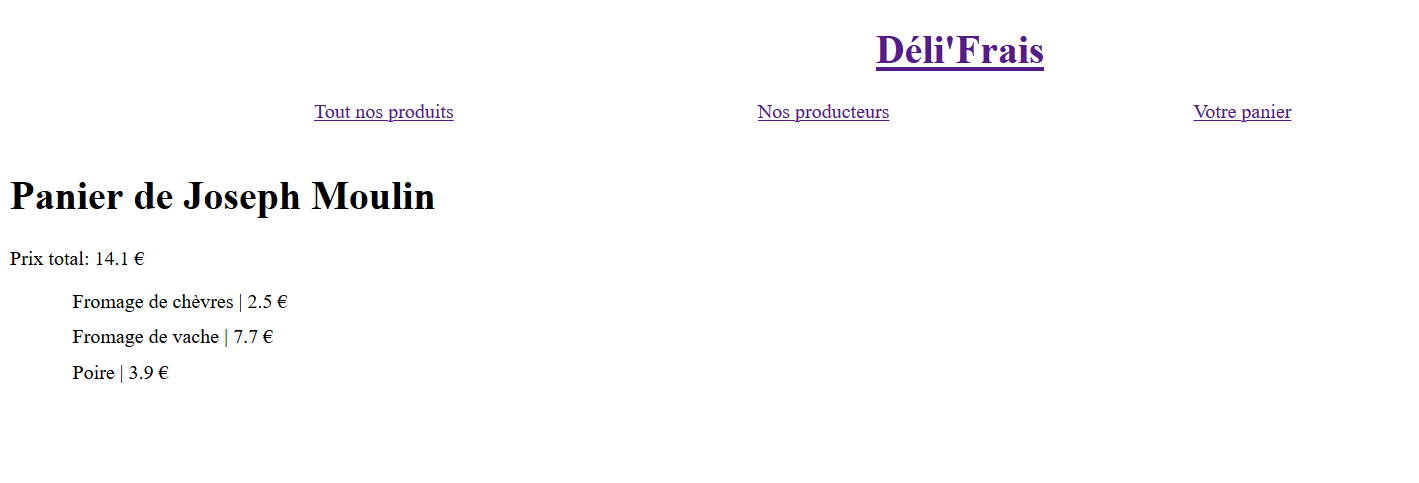 Déli'Frais
Tout nos produits Nos producteurs Votre panier
Panier de Joseph Moulin
Prix total: 14.1 €
Fromage de chèvres | 2.5 €
Fromage de vache | 7.7 €
Poire | 3.9 €